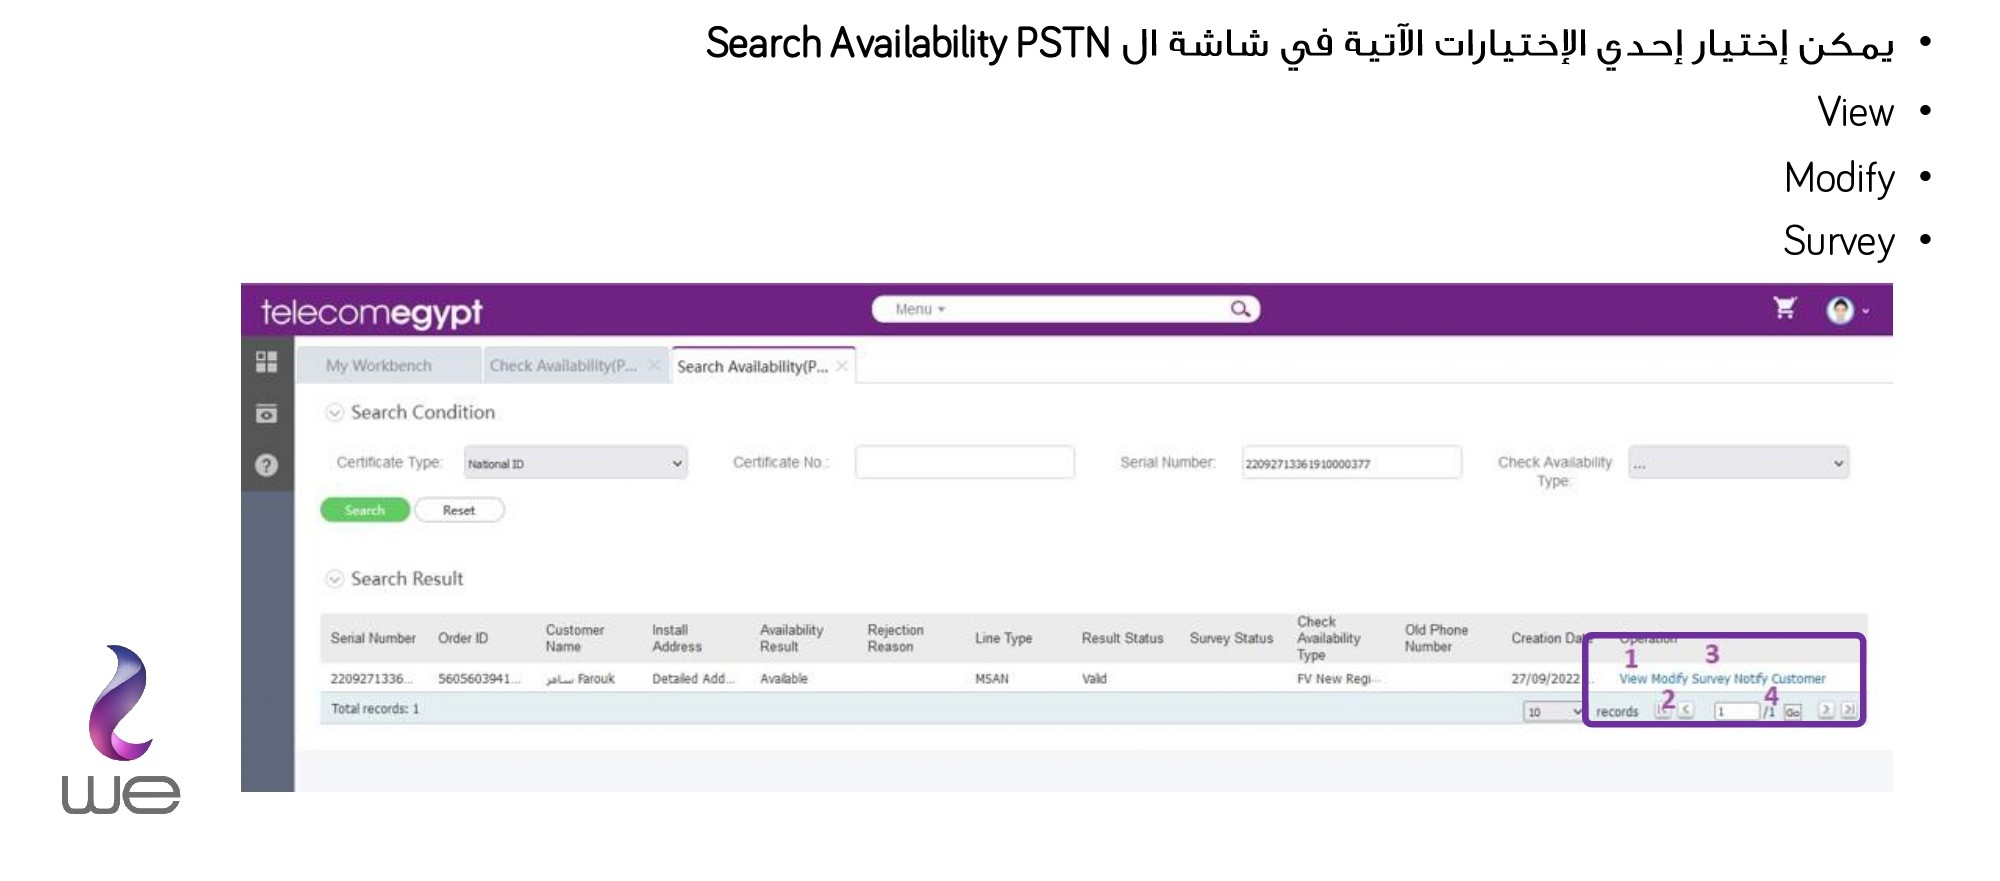 • يمكن إختيار إحدي الإختيارات الآتية في شاشة ال Search Availability PSTN
• View
• Modify
• Survey
telecomegypt
Menu
My Workbench
Check Availability(P...
Search Availability(P...
Search Condition
Certificate Type:
National ID
Certificate No.:
Serial Number:
22092713361910000377
Check Availability Type:
...
Search
Reset
Search Result
Serial Number
Order ID
Customer Name
Install Address
Availability Result
Rejection Reason
Line Type
Result Status
Survey Status
Check Availability Type
Old Phone Number
Creation Date
Operation
1
3
2209271336...
5605603941...
سامر Farouk
Detailed Add...
Available
MSAN
Valid
FV New Regi...
27/09/2022 ...
View Modify Survey Notify Customer
2
4
Total records: 1
10
records
1
/1
Go
we